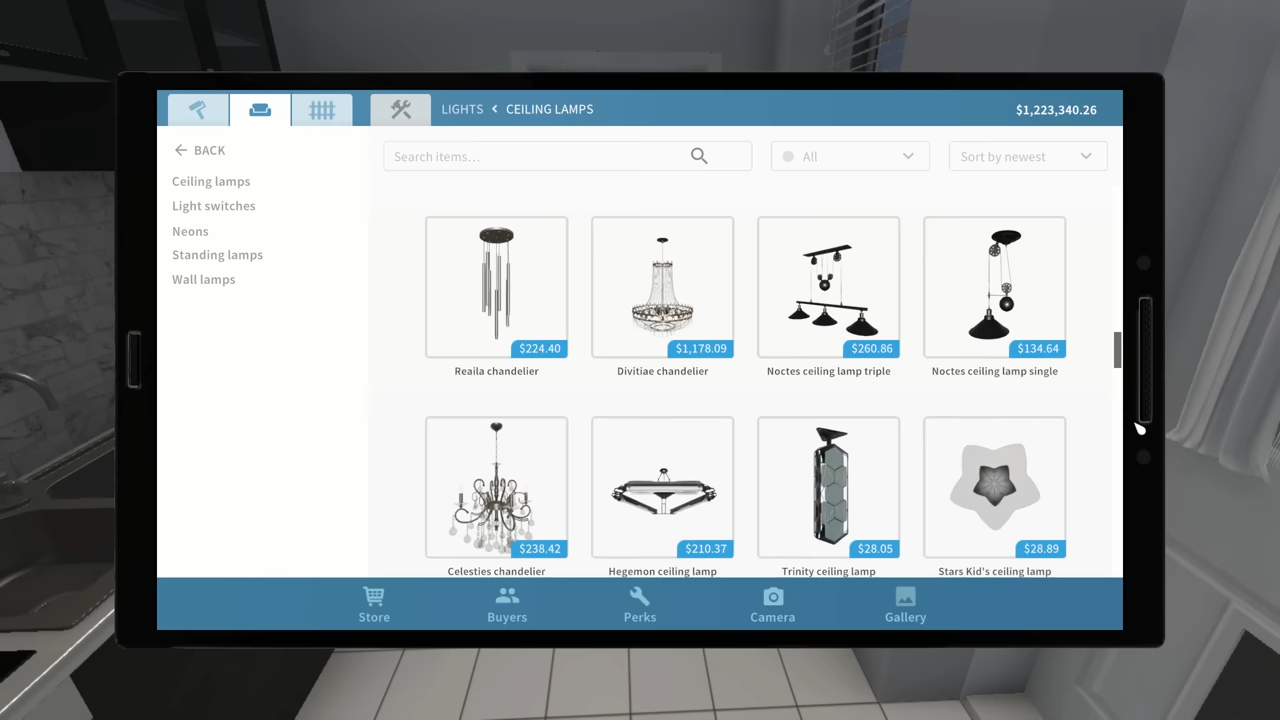 LIGHTS < CEILING LAMPS
$1,223,340.26
BACK
Ceiling lamps
Light switches
Neons
Standing lamps
Wall lamps
Search items...
All
Sort by newest
$224.40
$1,178.09
$260.86
$134.64
Reaila chandelier
Divitiae chandelier
Noctes ceiling lamp triple
Noctes ceiling lamp single
$238.42
$210.37
$28.05
$28.89
Celesties chandelier
Hegemon ceiling lamp
Trinity ceiling lamp
Stars Kid's ceiling lamp
Store
Buyers
Perks
Camera
Gallery